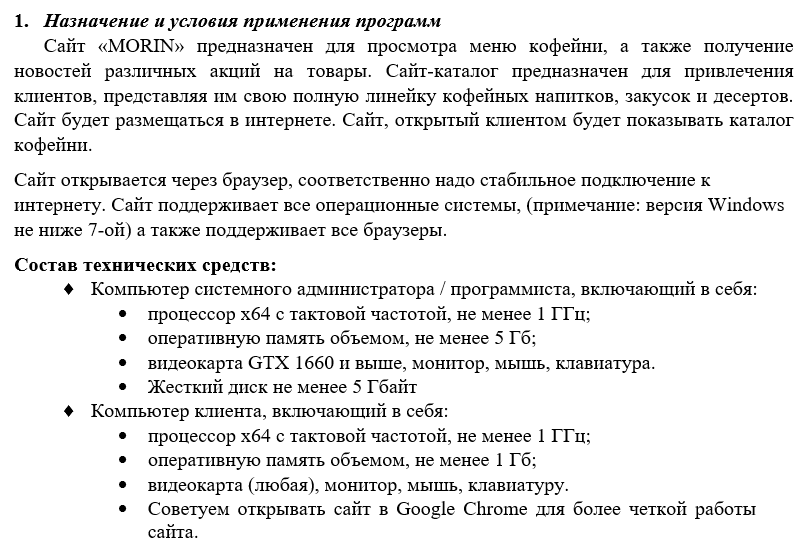 1. Назначение и условия применения программ
Сайт «MORIN» предназначен для просмотра меню кофейни, а также получение
новостей различных акций на товары. Сайт-каталог предназначен для привлечения
клиентов, представляя им свою полную линейку кофейных напитков, закусок и десертов.
Сайт будет размещаться в интернете. Сайт, открытый клиентом будет показывать каталог
кофейни.
Сайт открывается через браузер, соответственно надо стабильное подключение к
интернету. Сайт поддерживает все операционные системы, (примечание: версия Windows
не ниже 7-ой) а также поддерживает все браузеры.
Состав технических средств:
♦ Компьютер системного администратора / программиста, включающий в себя:
• процессор x64 с тактовой частотой, не менее 1 ГГц;
• оперативную память объемом, не менее 5 Гб;
• видеокарта GTX 1660 и выше, монитор, мышь, клавиатура.
• Жесткий диск не менее 5 Гбайт
♦ Компьютер клиента, включающий в себя:
• процессор x64 с тактовой частотой, не менее 1 ГГц;
• оперативную память объемом, не менее 1 Гб;
• видеокарта (любая), монитор, мышь, клавиатуру.
• Советуем открывать сайт в Google Chrome для более четкой работы
сайта.